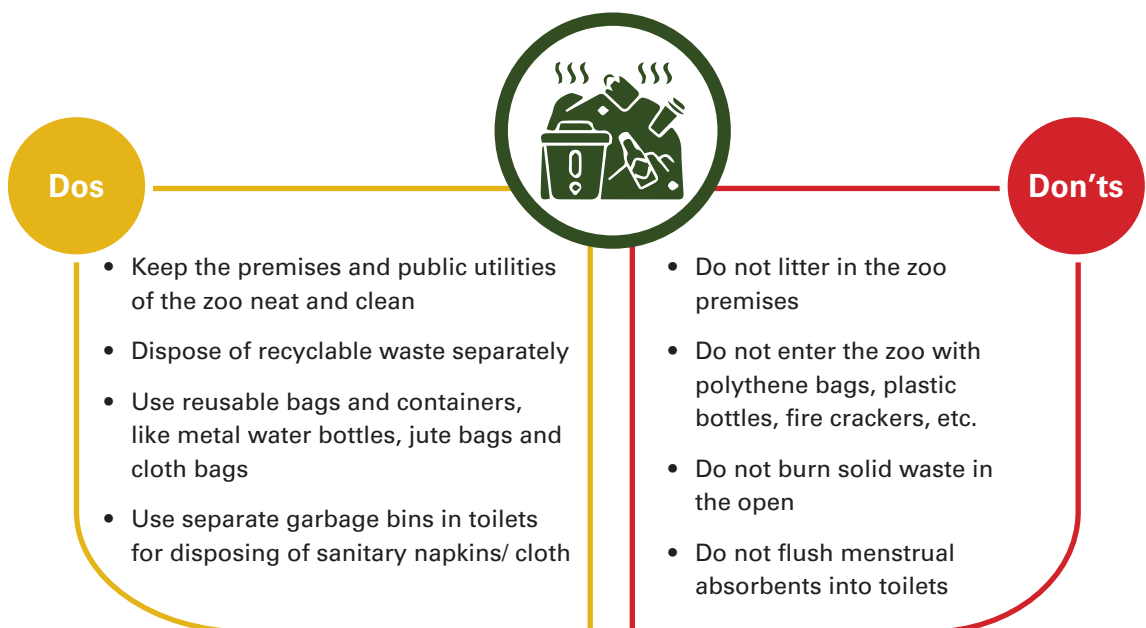 Dos
• Keep the premises and public utilities
of the zoo neat and clean
• Dispose of recyclable waste separately
• Use reusable bags and containers,
like metal water bottles, jute bags and
cloth bags
• Use separate garbage bins in toilets
for disposing of sanitary napkins/ cloth
Don’ts
• Do not litter in the zoo
premises
• Do not enter the zoo with
polythene bags, plastic
bottles, fire crackers, etc.
• Do not burn solid waste in
the open
• Do not flush menstrual
absorbents into toilets